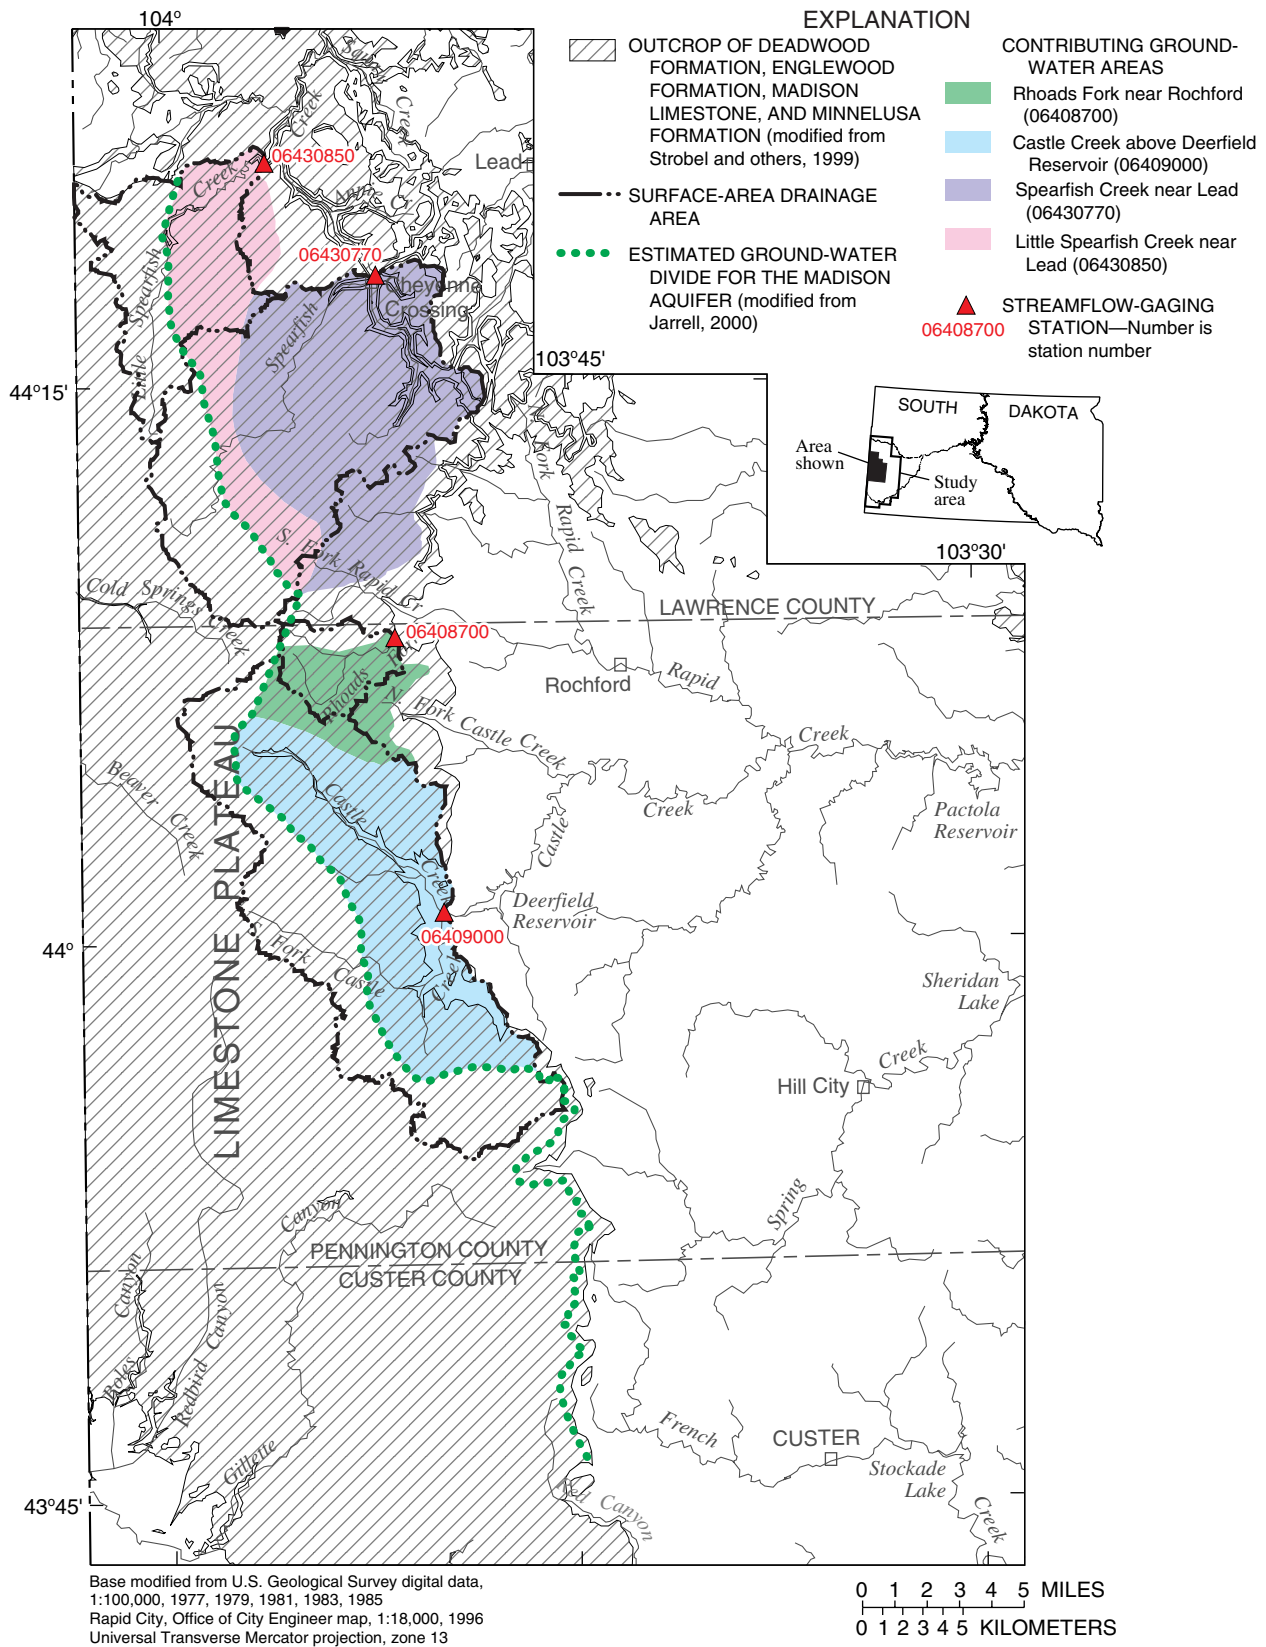 104°
EXPLANATION
OUTCROP OF DEADWOOD
FORMATION, ENGLEWOOD
FORMATION, MADISON
LIMESTONE, AND MINNELUSA
FORMATION (modified from
Strobel and others, 1999)
SURFACE-AREA DRAINAGE
AREA
ESTIMATED GROUND-WATER
DIVIDE FOR THE MADISON
AQUIFER (modified from
Jarrell, 2000)
CONTRIBUTING GROUND-
WATER AREAS
Rhoads Fork near Rochford
(06408700)
Castle Creek above Deerfield
Reservoir (06409000)
Spearfish Creek near Lead
(06430770)
Little Spearfish Creek near
Lead (06430850)
STREAMFLOW-GAGING
STATION—Number is
station number
06408700
SOUTH
DAKOTA
Area
shown
Study
area
103°45'
103°30'
44°15'
44°
43°45'
Creek
Creek
Lead
06430850
Creek
Annie Cr
06430770
Cheyenne
Crossing
Spearfish
Little
Spearfish
Fork
Rapid
Creek
S. Fork Rapid Cr
Cold Springs
Creek
LAWRENCE COUNTY
06408700
Rhoads
Rochford
Rapid
N. Fork Castle Creek
Creek
Creek
Castle
Pactola
Reservoir
Beaver
Creek
LIMESTONE PLATEAU
Castle
Creek
Deerfield
Reservoir
06409000
Creek
S. Fork Castle
Sheridan
Lake
Creek
Hill City
Spring
Canyon
PENNINGTON COUNTY
CUSTER COUNTY
Canyon
Boles
Redbird Canyon
Gillette
French
CUSTER
Stockade
Lake
Creek
Red Canyon
Base modified from U.S. Geological Survey digital data,
1:100,000, 1977, 1979, 1981, 1983, 1985
Rapid City, Office of City Engineer map, 1:18,000, 1996
Universal Transverse Mercator projection, zone 13
0 1 2 3 4 5 MILES
0 1 2 3 4 5 KILOMETERS